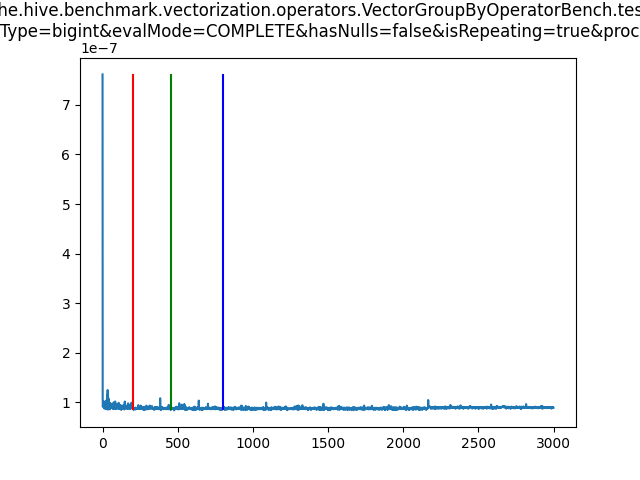 he.hive.benchmark.vectorization.operators.VectorGroupByOperatorBench.tes
Type=bigint&evalMode=COMPLETE&hasNulls=false&isRepeating=true&proc
1e−7
7
6
5
4
3
2
1
0 500 1000 1500 2000 2500 3000